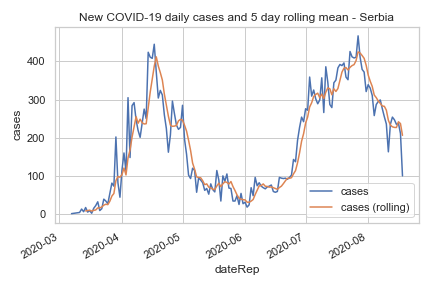 New COVID-19 daily cases and 5 day rolling mean - Serbia
cases
400
300
200
100
0
2020-03
2020-04
2020-05
2020-06
2020-07
2020-08
dateRep
cases
cases (rolling)